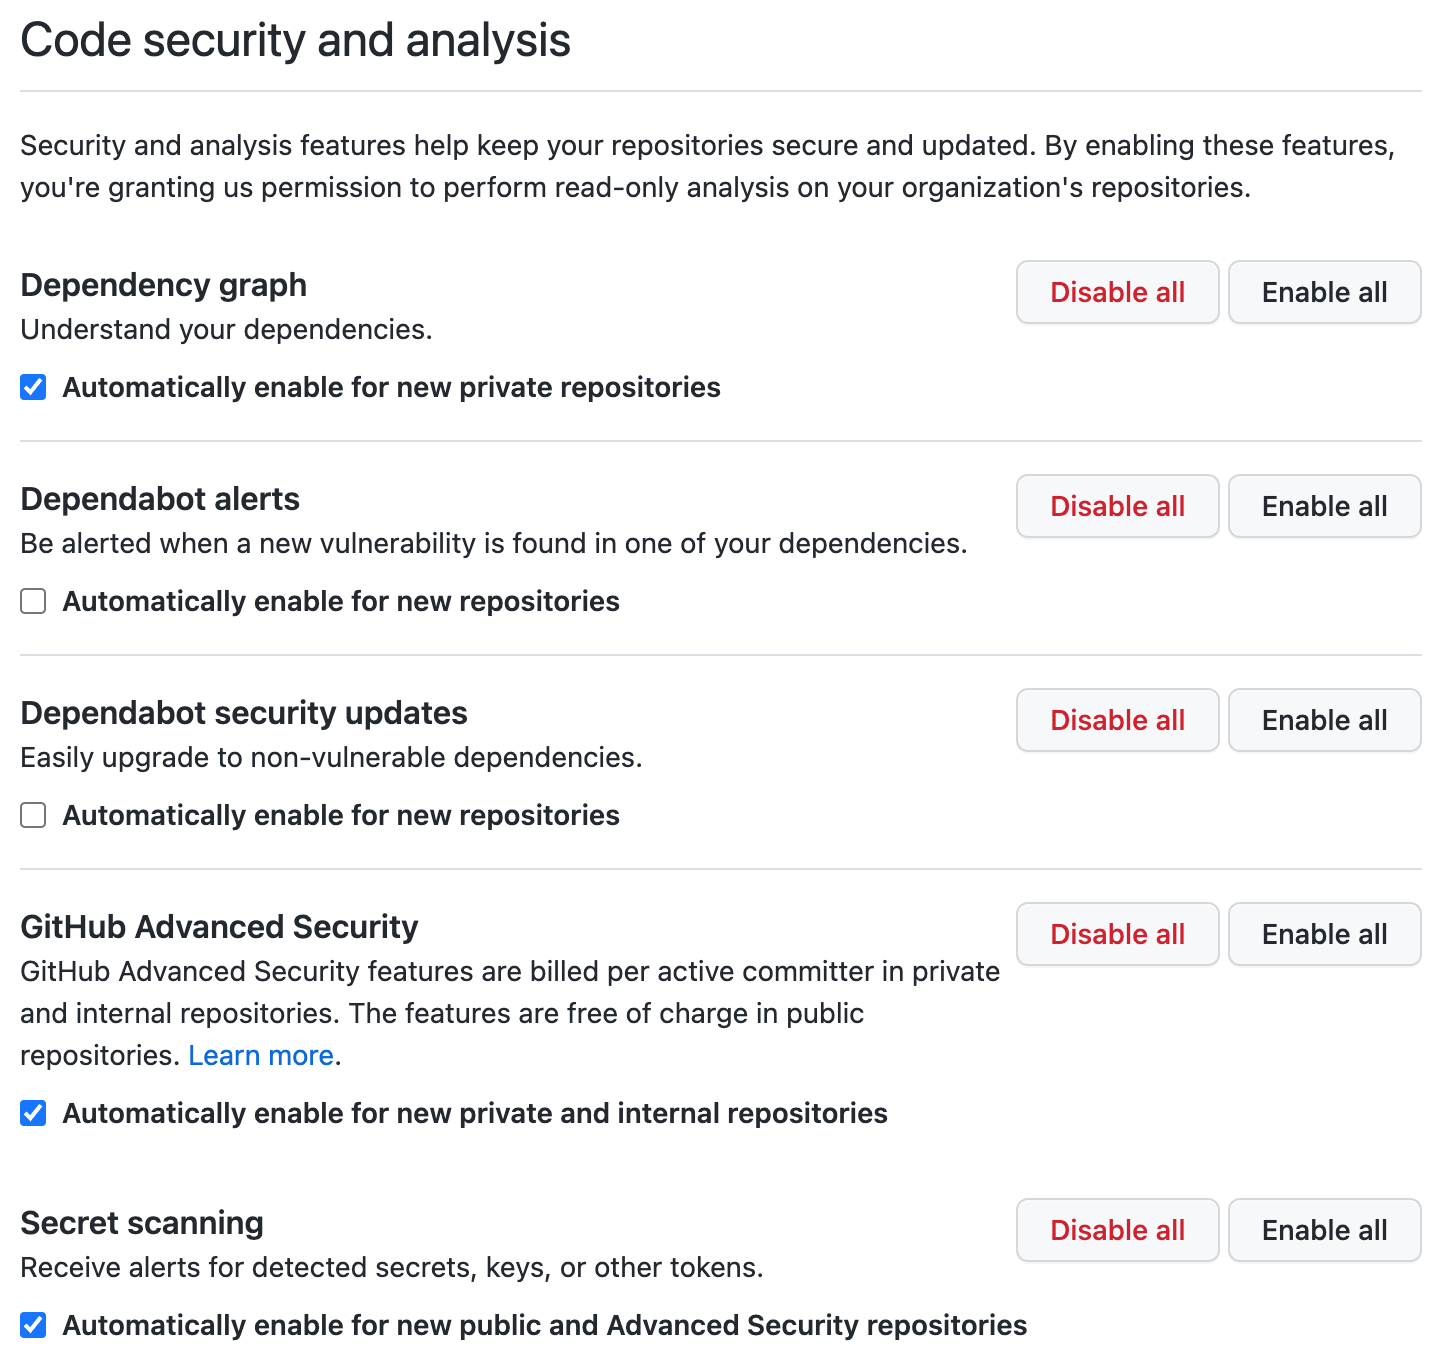 Code security and analysis
Security and analysis features help keep your repositories secure and updated. By enabling these features,
you're granting us permission to perform read-only analysis on your organization's repositories.
Dependency graph
Disable all
Enable all
Understand your dependencies.
Automatically enable for new private repositories
Dependabot alerts
Disable all
Enable all
Be alerted when a new vulnerability is found in one of your dependencies.
Automatically enable for new repositories
Dependabot security updates
Disable all
Enable all
Easily upgrade to non-vulnerable dependencies.
Automatically enable for new repositories
GitHub Advanced Security
Disable all
Enable all
GitHub Advanced Security features are billed per active committer in private
and internal repositories. The features are free of charge in public
repositories. Learn more.
Automatically enable for new private and internal repositories
Secret scanning
Disable all
Enable all
Receive alerts for detected secrets, keys, or other tokens.
Automatically enable for new public and Advanced Security repositories